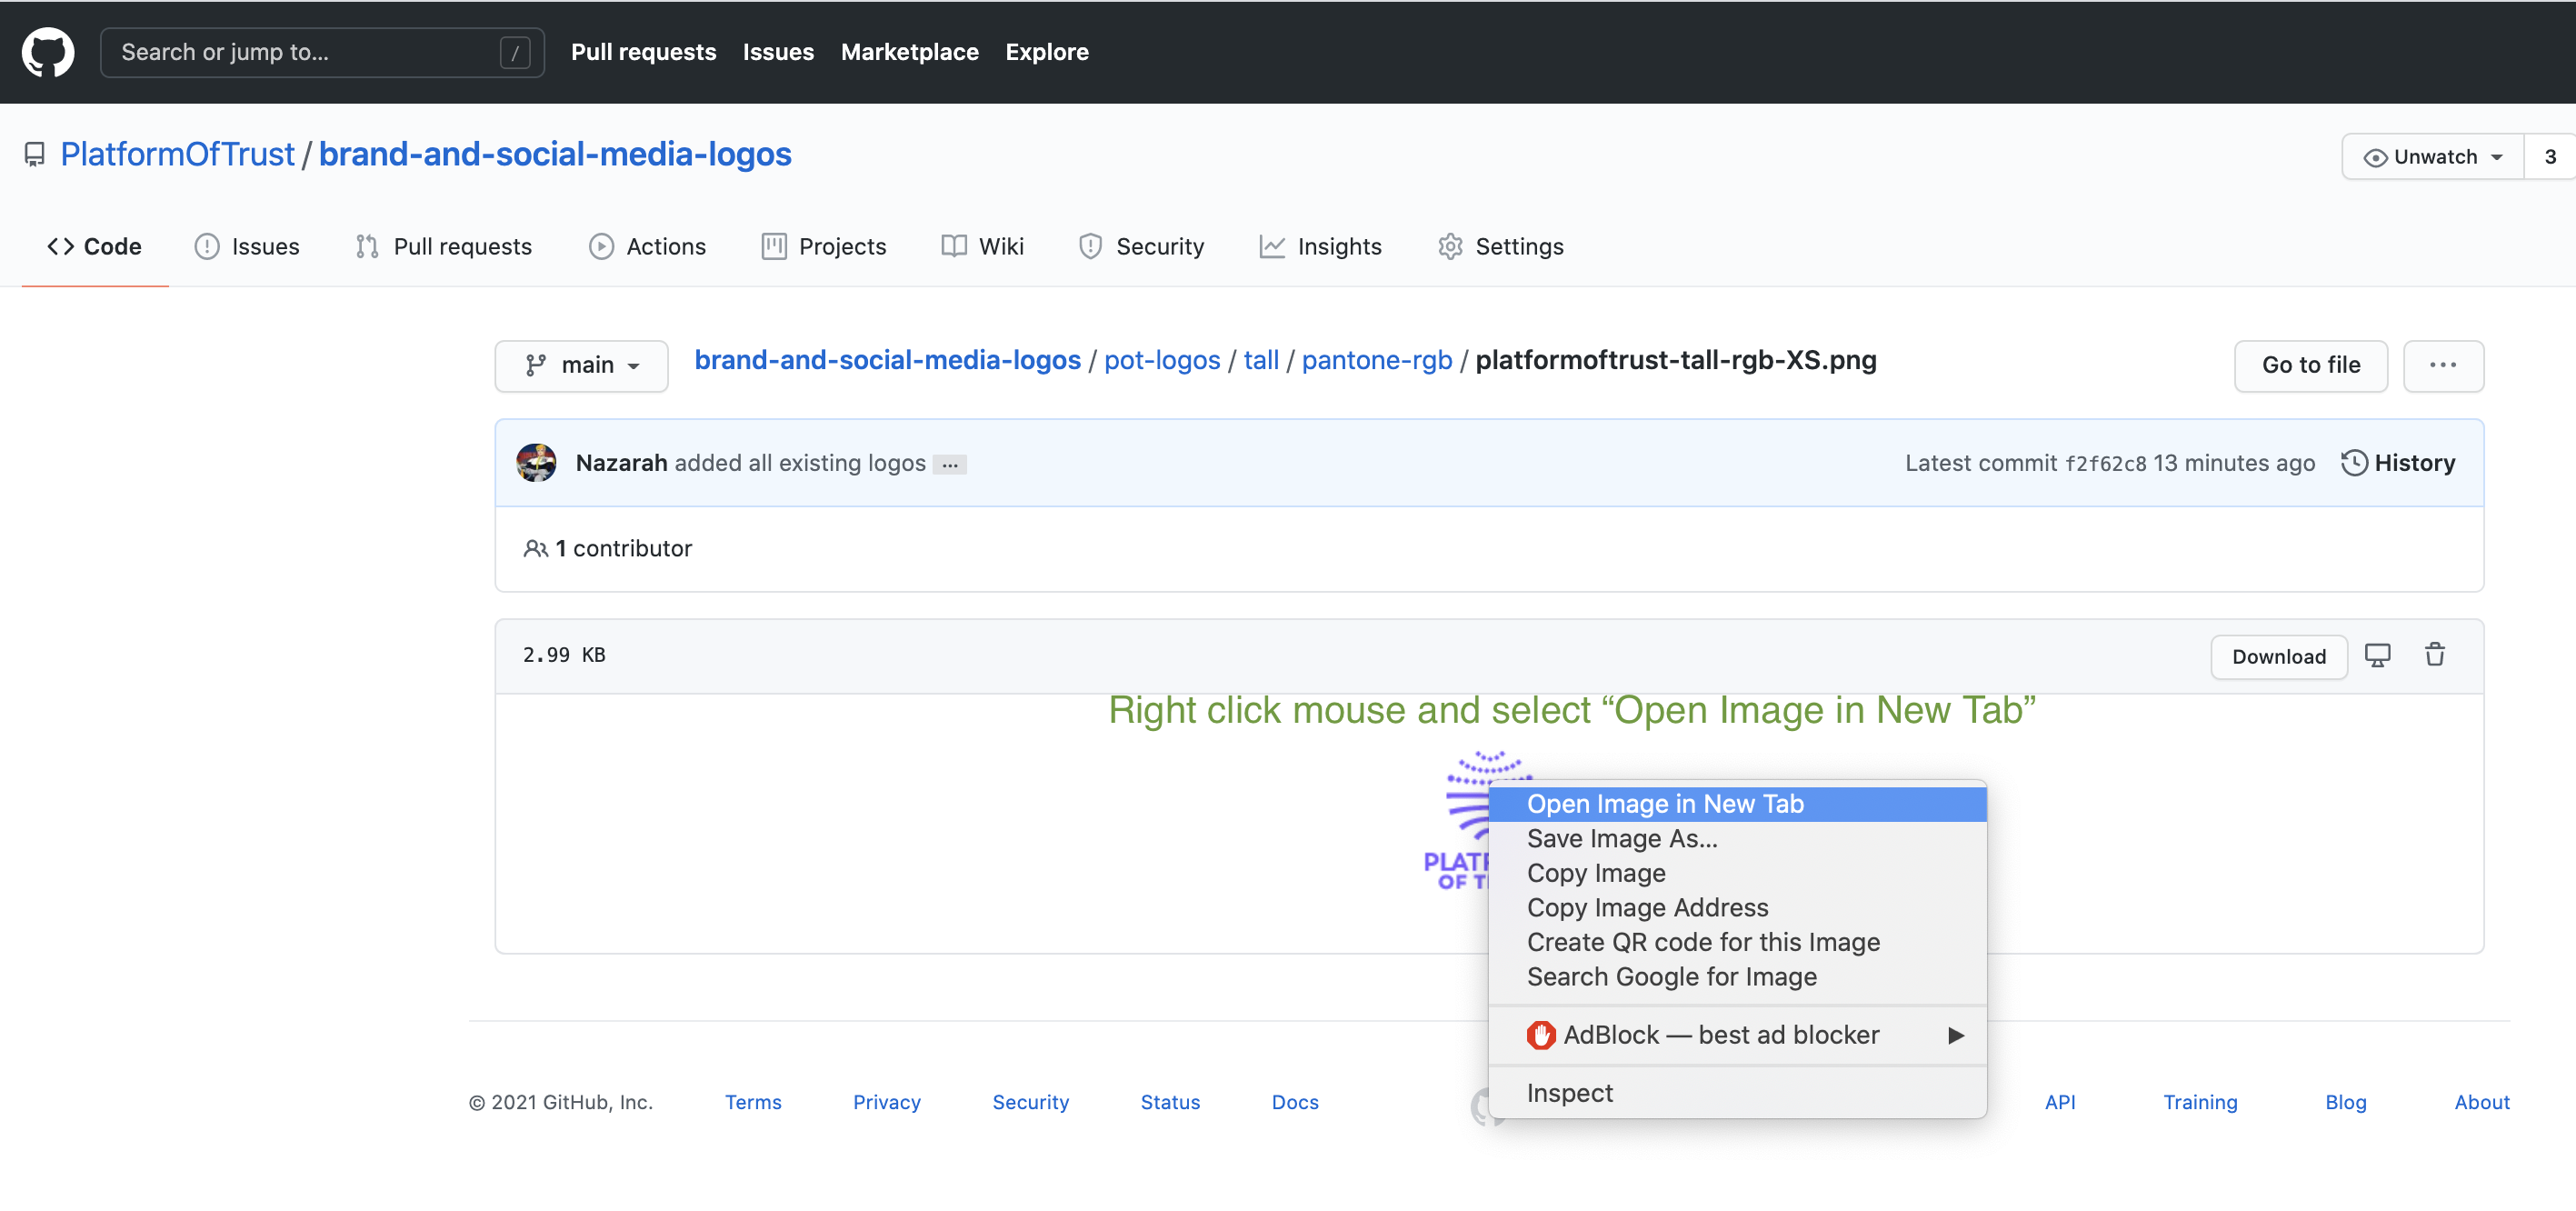 Search or jump to... /
Pull requests Issues Marketplace Explore
PlatformOfTrust / brand-and-social-media-logos
Unwatch 3
Code Issues Pull requests Actions Projects Wiki Security Insights Settings
main
brand-and-social-media-logos / pot-logos / tall / pantone-rgb / platformoftrust-tall-rgb-XS.png
Go to file ...
Nazarah added all existing logos ...
Latest commit f2f62c8 13 minutes ago History
1 contributor
2.99 KB
Download
Right click mouse and select “Open Image in New Tab”
PLATF
OF T
Open Image in New Tab
Save Image As...
Copy Image
Copy Image Address
Create QR code for this Image
Search Google for Image
AdBlock — best ad blocker
Inspect
© 2021 GitHub, Inc. Terms Privacy Security Status Docs API Training Blog About